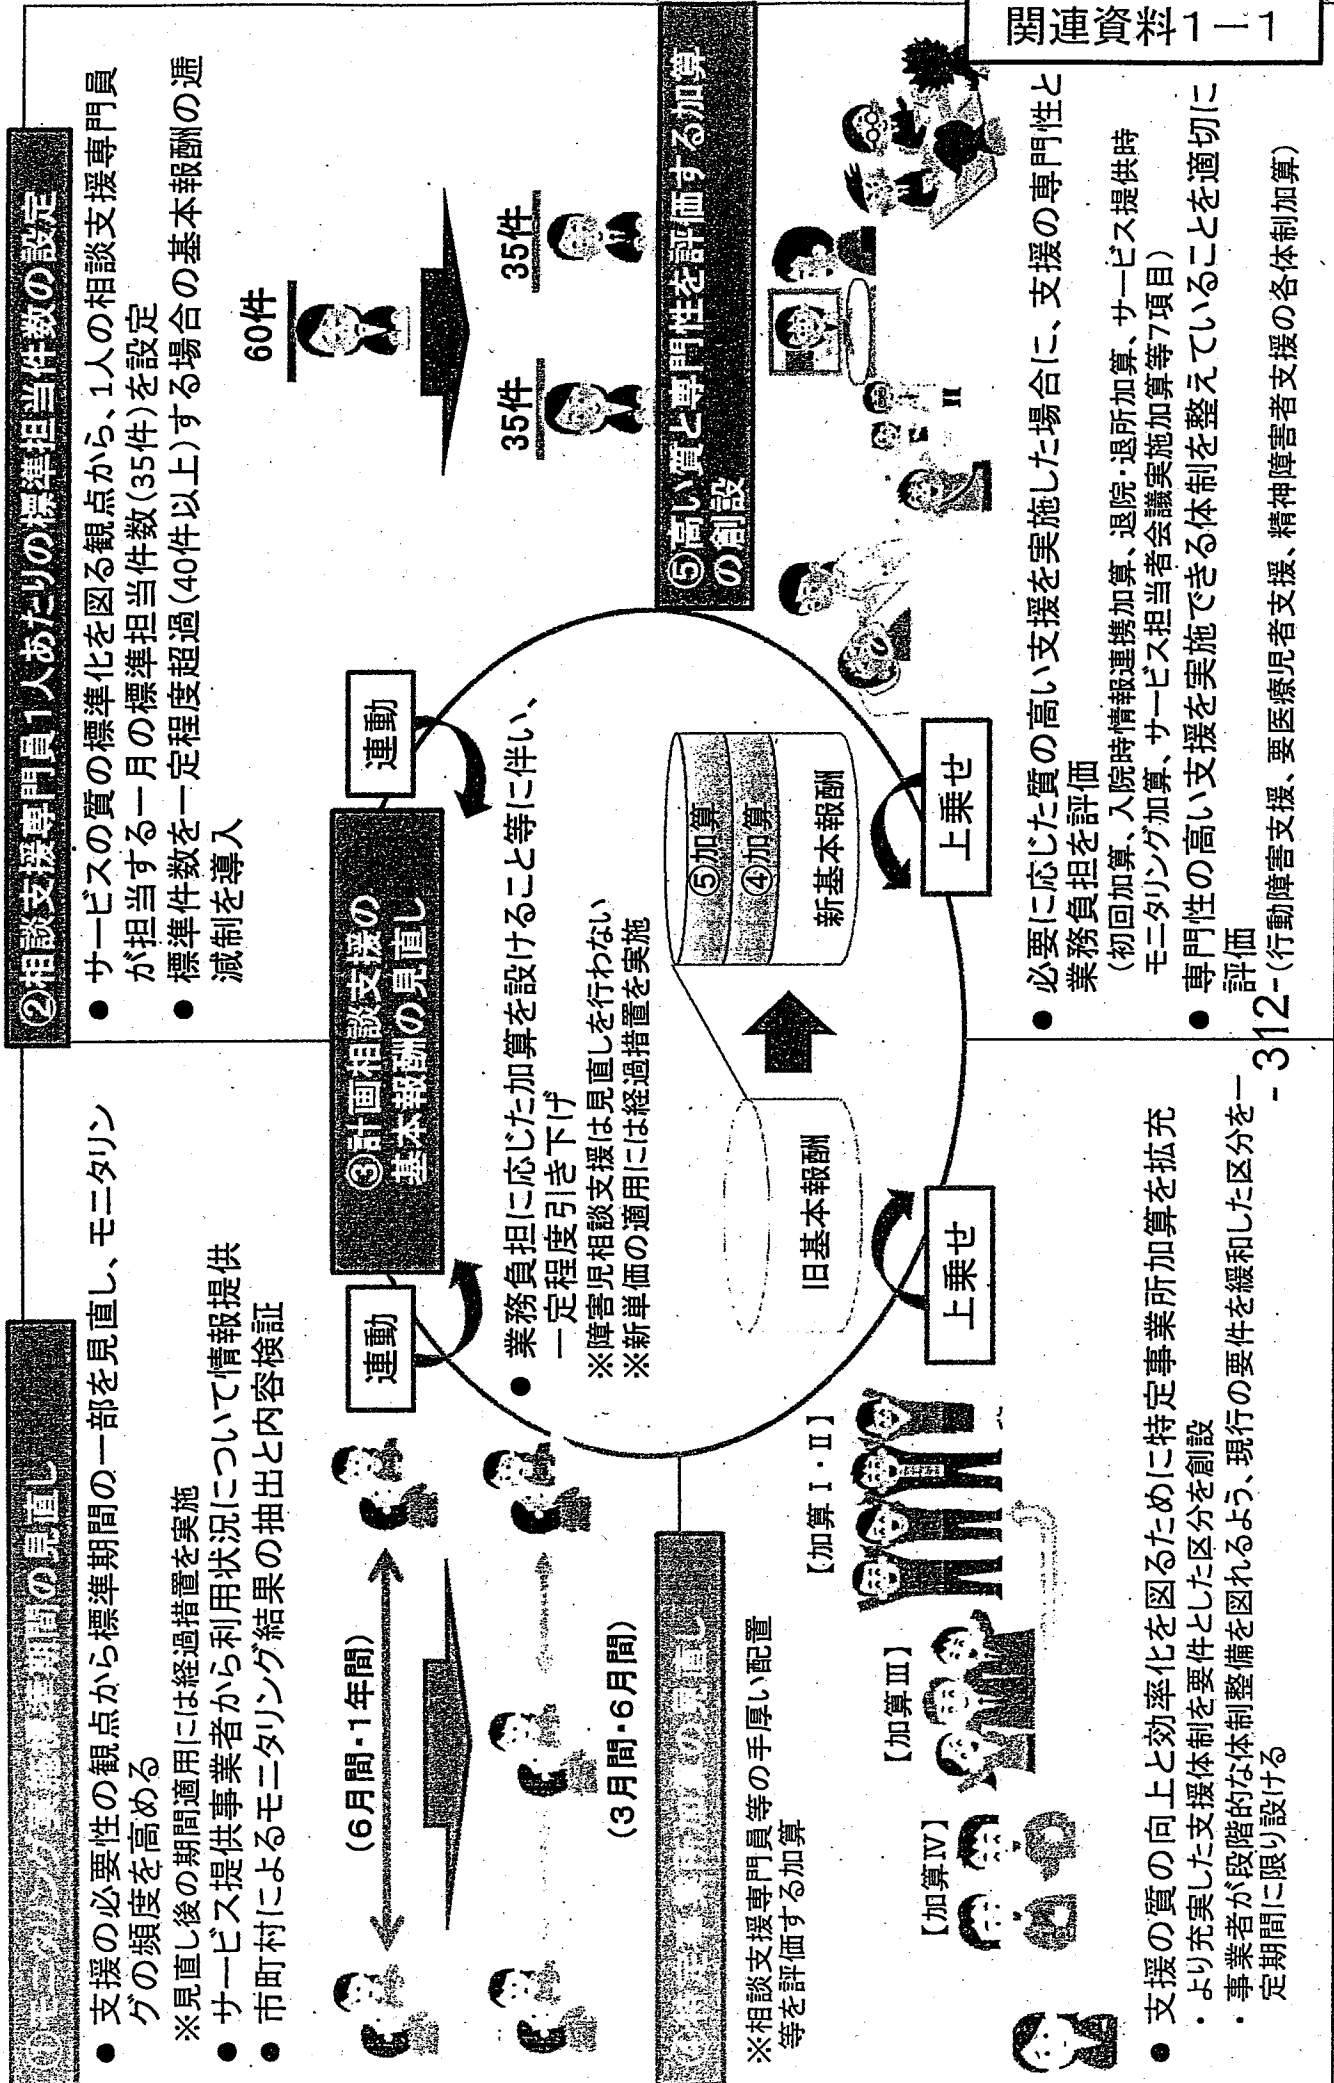 関連資料1－1
①モニタリング実施標準期間の見直し
● 支援の必要性の観点から標準期間の一部を見直し、モニタリン
グの頻度を高める
※見直し後の期間適用には経過措置を実施
● サービス提供事業者から利用状況について情報提供
● 市町村によるモニタリング結果の抽出と内容検証
(6月間・1年間)
(3月間・6月間)
②相談支援専門員1人あたりの標準担当件数の設定
● サービスの質の標準化を図る観点から、1人の相談支援専門員
が担当する一月の標準担当件数(35件)を設定
● 標準件数を一定程度超過(40件以上)する場合の基本報酬の逓
減制を導入
60件
35件
35件
連動
③計画相談支援の
基本報酬の見直し
連動
● 業務負担に応じた加算を設けること等に伴い、
一定程度引き下げ
※障害児相談支援は見直しを行わない
※新単価の適用には経過措置を実施
旧基本報酬
⑤加算
④加算
新基本報酬
上乗せ
上乗せ
④特定事業所加算の見直し
※相談支援専門員等の手厚い配置
等を評価する加算
【加算Ⅳ】
【加算Ⅲ】
【加算Ⅰ・Ⅱ】
● 支援の質の向上と効率化を図るために特定事業所加算を拡充
・ より充実した支援体制を要件とした区分を創設
・ 事業者が段階的な体制整備を図れるよう、現行の要件を緩和した区分を一
定期間に限り設ける
⑤高い質と専門性を評価する加算
の創設
● 必要に応じた質の高い支援を実施した場合に、支援の専門性と
業務負担を評価
(初回加算、入院時情報連携加算、退院・退所加算、サービス提供時
モニタリング加算、サービス担当者会議実施加算等7項目)
● 専門性の高い支援を実施できる体制を整えていることを適切に
評価
(行動障害支援、要医療児者支援、精神障害者支援の各体制加算)
- 312-